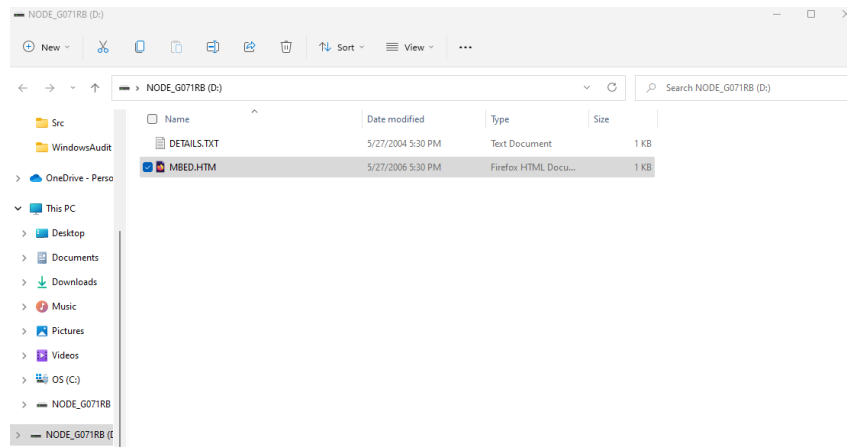 NODE_G071RB (D:)
New
Sort
View
NODE_G071RB (D:)
Search NODE_G071RB (D:)
Name Date modified Type Size
DETAILS.TXT 5/27/2004 5:30 PM Text Document 1 KB
MBED.HTM 5/27/2006 5:30 PM Firefox HTML Docu... 1 KB
Src
WindowsAudit
OneDrive - Perso
This PC
Desktop
Documents
Downloads
Music
Pictures
Videos
OS (C:)
NODE_G071RB
NODE_G071RB (D